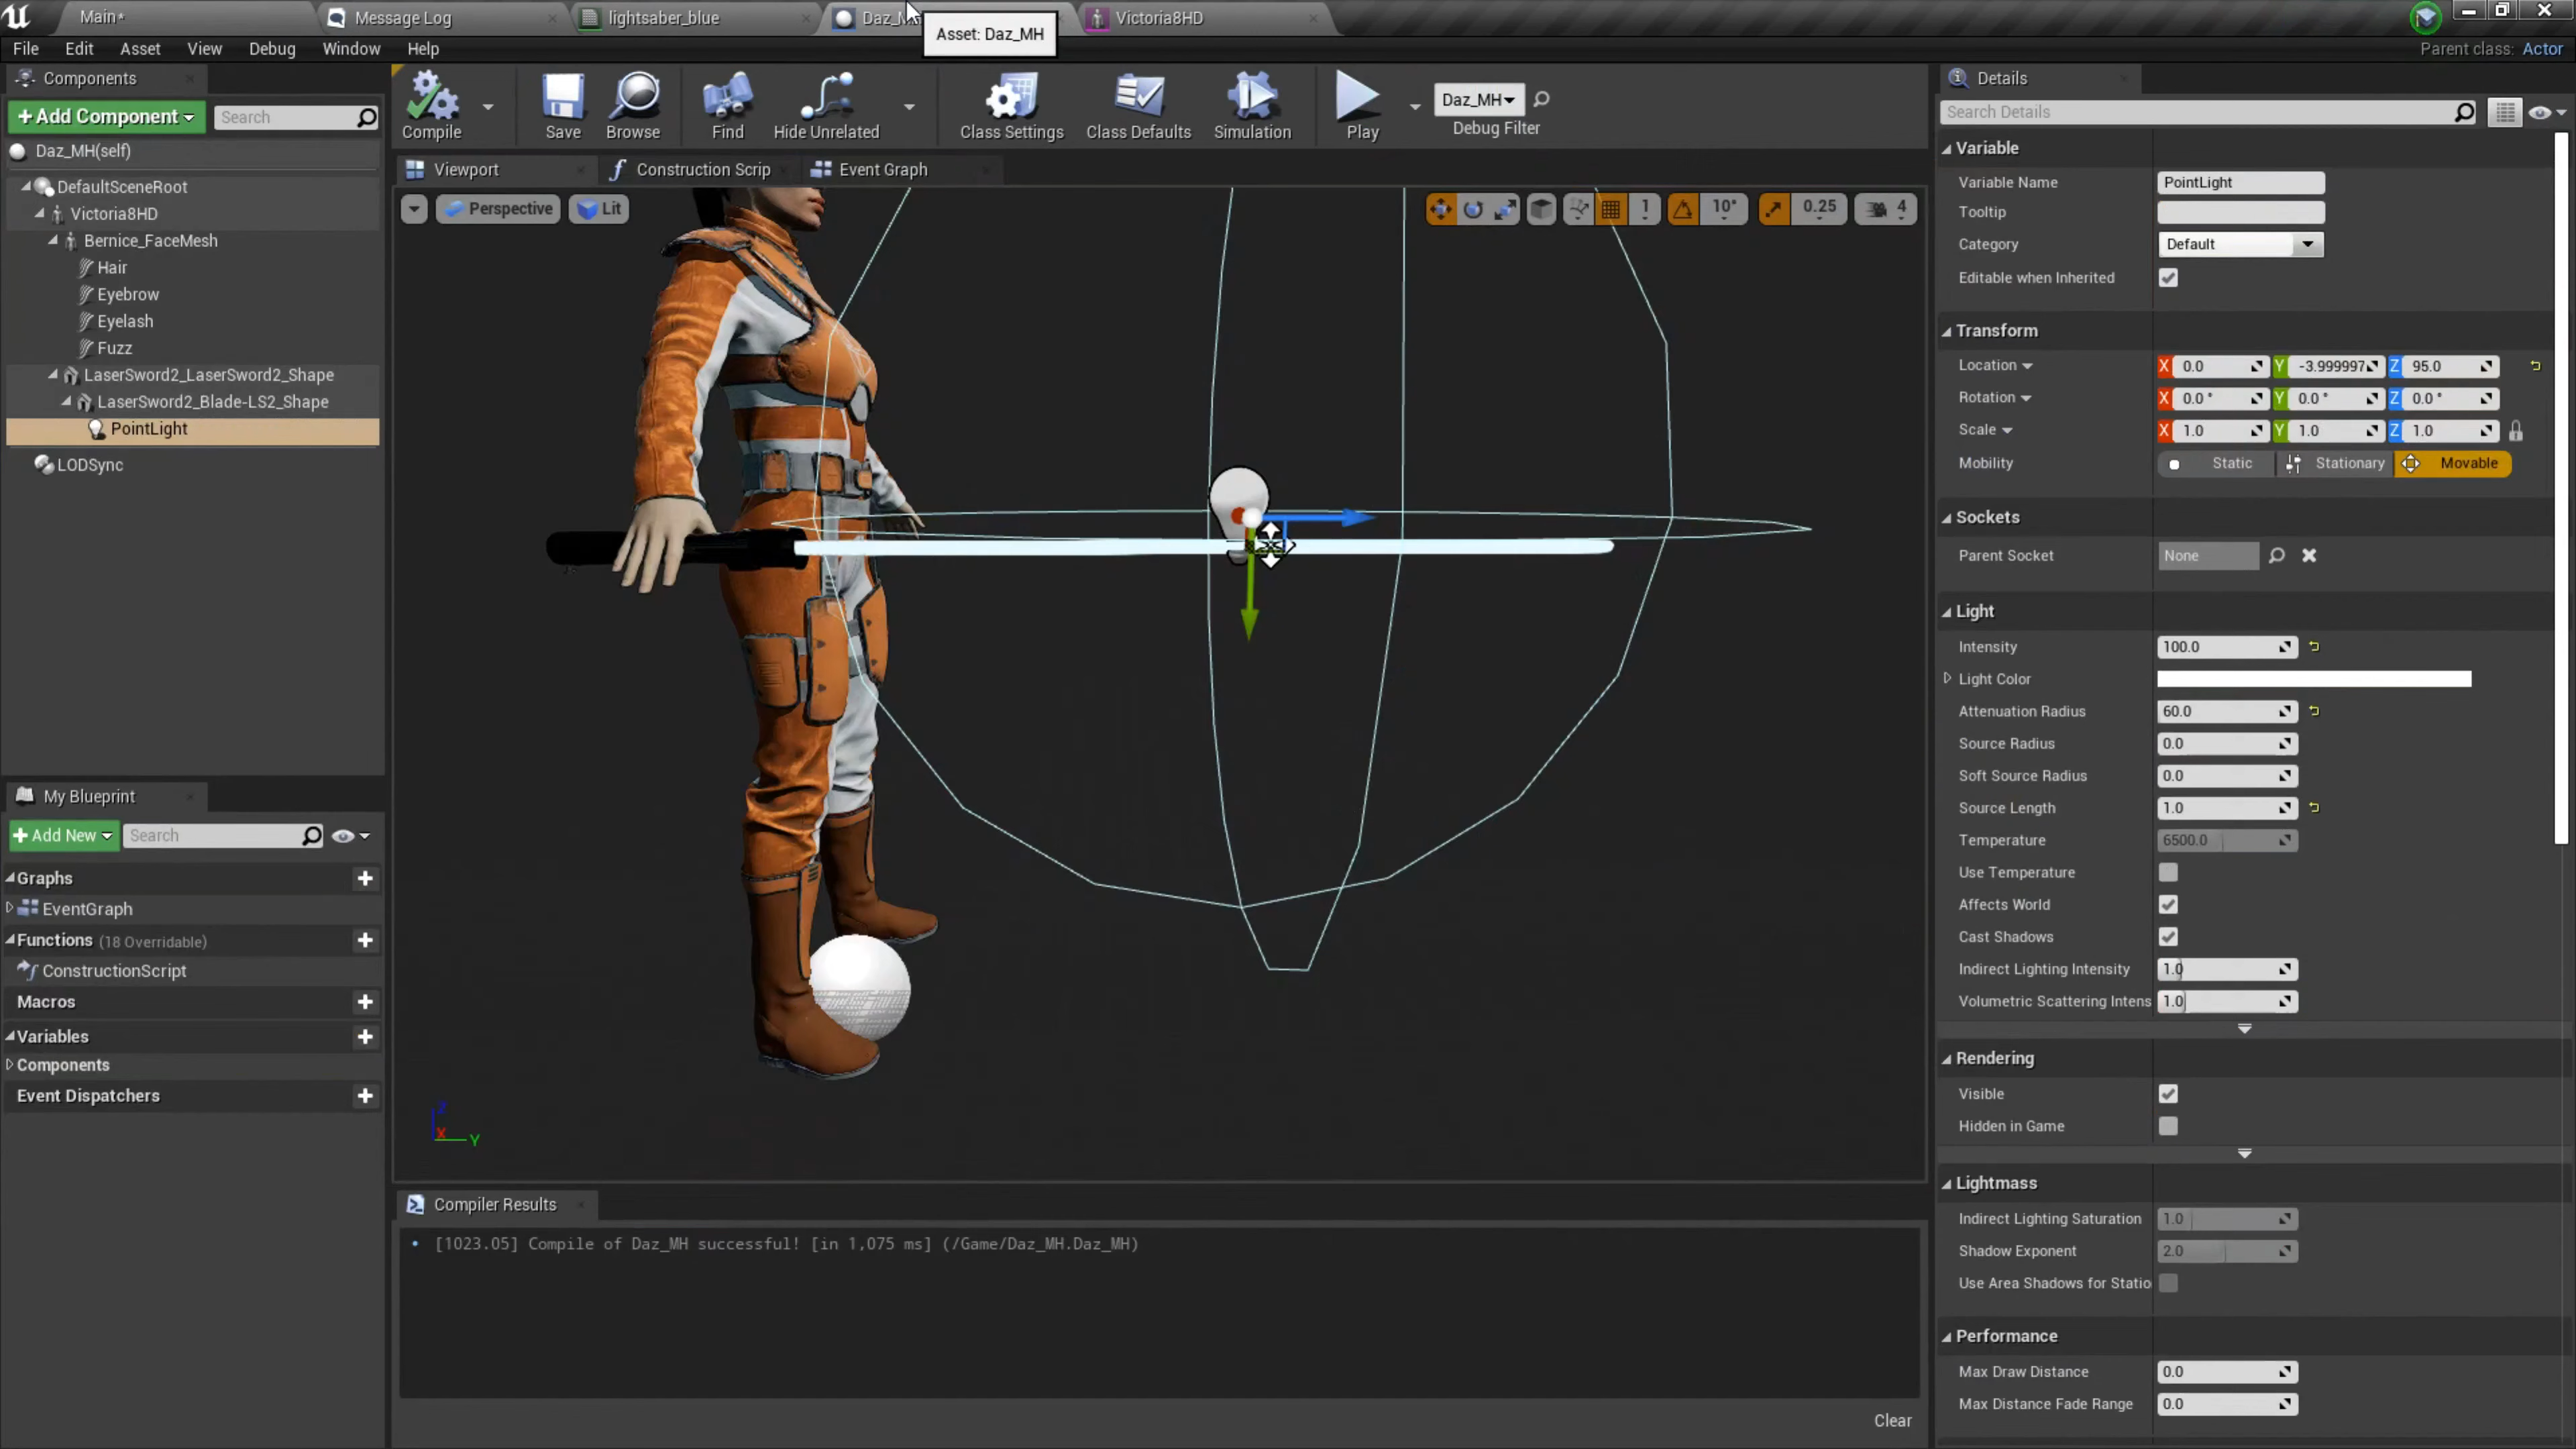 Main*
Message Log
lightsaber_blue
Daz_M
Victoria8HD
Asset: Daz_MH
File Edit Asset View Debug Window Help
Parent class: Actor
Components
+ Add Component
Search
Daz_MH(self)
DefaultSceneRoot
Victoria8HD
Bernice_FaceMesh
Hair
Eyebrow
Eyelash
Fuzz
LaserSword2_LaserSword2_Shape
LaserSword2_Blade-LS2_Shape
PointLight
LODSync
My Blueprint
+ Add New
Search
Graphs
EventGraph
Functions (18 Overridable)
ConstructionScript
Macros
Variables
Components
Event Dispatchers
Compile
Save
Browse
Find
Hide Unrelated
Class Settings
Class Defaults
Simulation
Play
Daz_MH
Debug Filter
Viewport
Construction Scrip
Event Graph
Perspective
Lit
1
10°
0.25
4
Z
X
Y
Compiler Results
[1023.05] Compile of Daz_MH successful! [in 1,075 ms] (/Game/Daz_MH.Daz_MH)
Clear
Details
Search Details
Variable
Variable Name PointLight
Tooltip
Category Default
Editable when Inherited
Transform
Location X 0.0 Y -3.999997 Z 95.0
Rotation X 0.0 ° Y 0.0 ° Z 0.0 °
Scale X 1.0 Y 1.0 Z 1.0
Mobility Static Stationary Movable
Sockets
Parent Socket None
Light
Intensity 100.0
Light Color
Attenuation Radius 60.0
Source Radius 0.0
Soft Source Radius 0.0
Source Length 1.0
Temperature 6500.0
Use Temperature
Affects World
Cast Shadows
Indirect Lighting Intensity 1.0
Volumetric Scattering Intens 1.0
Rendering
Visible
Hidden in Game
Lightmass
Indirect Lighting Saturation 1.0
Shadow Exponent 2.0
Use Area Shadows for Statio
Performance
Max Draw Distance 0.0
Max Distance Fade Range 0.0